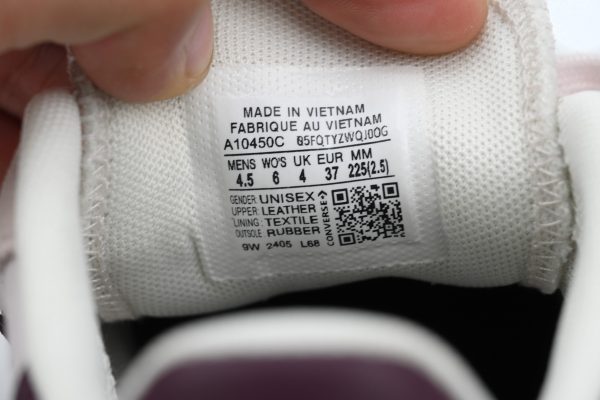 MADE IN VIETNAM
FABRIQUE AU VIETNAM
A10450C 05FQTYZWQJ0OG
MENS WO'S UK EUR MM
4.5 6 4 37 225(2.5)
GENDER: UNISEX
UPPER: LEATHER
LINING: TEXTILE
OUTSOLE RUBBER
CONVERSE
9W 2405 L68